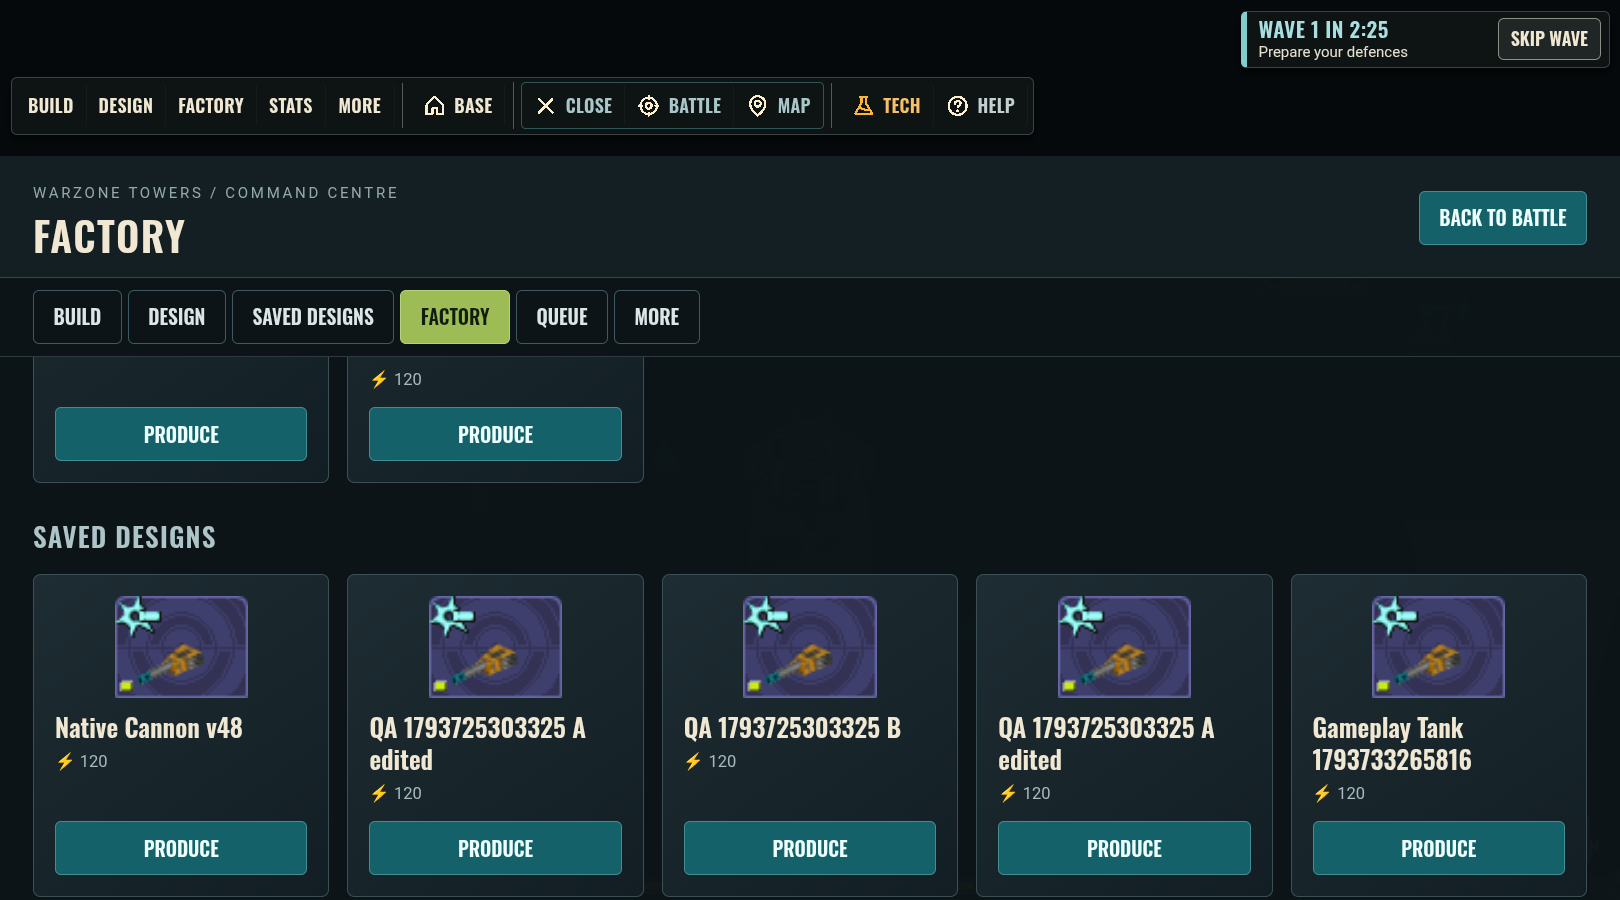 WAVE 1 IN 2:25
Prepare your defences
SKIP WAVE
BUILD DESIGN FACTORY STATS MORE BASE CLOSE BATTLE MAP TECH HELP
WARZONE TOWERS / COMMAND CENTRE
FACTORY
BACK TO BATTLE
BUILD DESIGN SAVED DESIGNS FACTORY QUEUE MORE
120
PRODUCE PRODUCE
SAVED DESIGNS
Native Cannon v48
120
PRODUCE
QA 1793725303325 A
edited
120
PRODUCE
QA 1793725303325 B
120
PRODUCE
QA 1793725303325 A
edited
120
PRODUCE
Gameplay Tank
1793733265816
120
PRODUCE